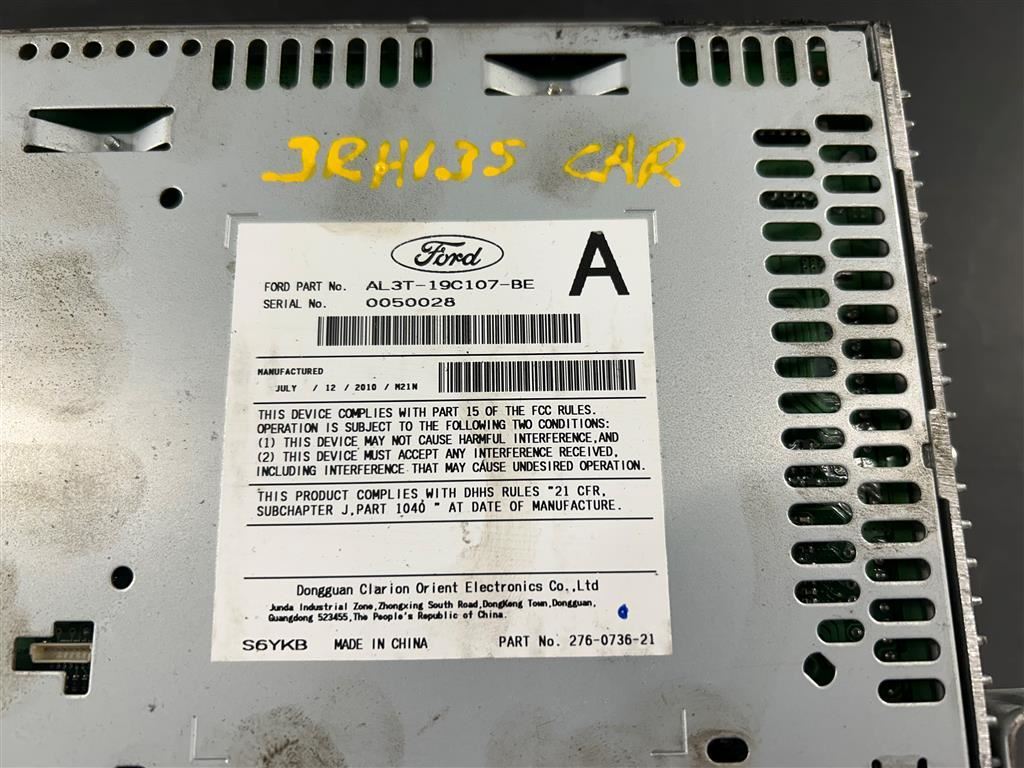 JRH135 CAR
Ford
A
FORD PART No. AL3T-19C107-BE
SERIAL No. 0050028
MANUFACTURED
JULY / 12 / 2010 / M21N
THIS DEVICE COMPLIES WITH PART 15 OF THE FCC RULES.
OPERATION IS SUBJECT TO THE FOLLOWING TWO CONDITIONS:
(1) THIS DEVICE MAY NOT CAUSE HARMFUL INTERFERENCE,AND
(2) THIS DEVICE MUST ACCEPT ANY INTERFERENCE RECEIVED,
INCLUDING INTERFERENCE THAT MAY CAUSE UNDESIRED OPERATION.
THIS PRODUCT COMPLIES WITH DHHS RULES "21 CFR,
SUBCHAPTER J,PART 1040 " AT DATE OF MANUFACTURE.
Dongguan Clarion Orient Electronics Co.,Ltd
Junda Industrial Zone,Zhongxing South Road,DongKeng Town,Dongguan,
Guangdong 523455,The People's Republic of China.
S6YKB MADE IN CHINA PART No. 276-0736-21